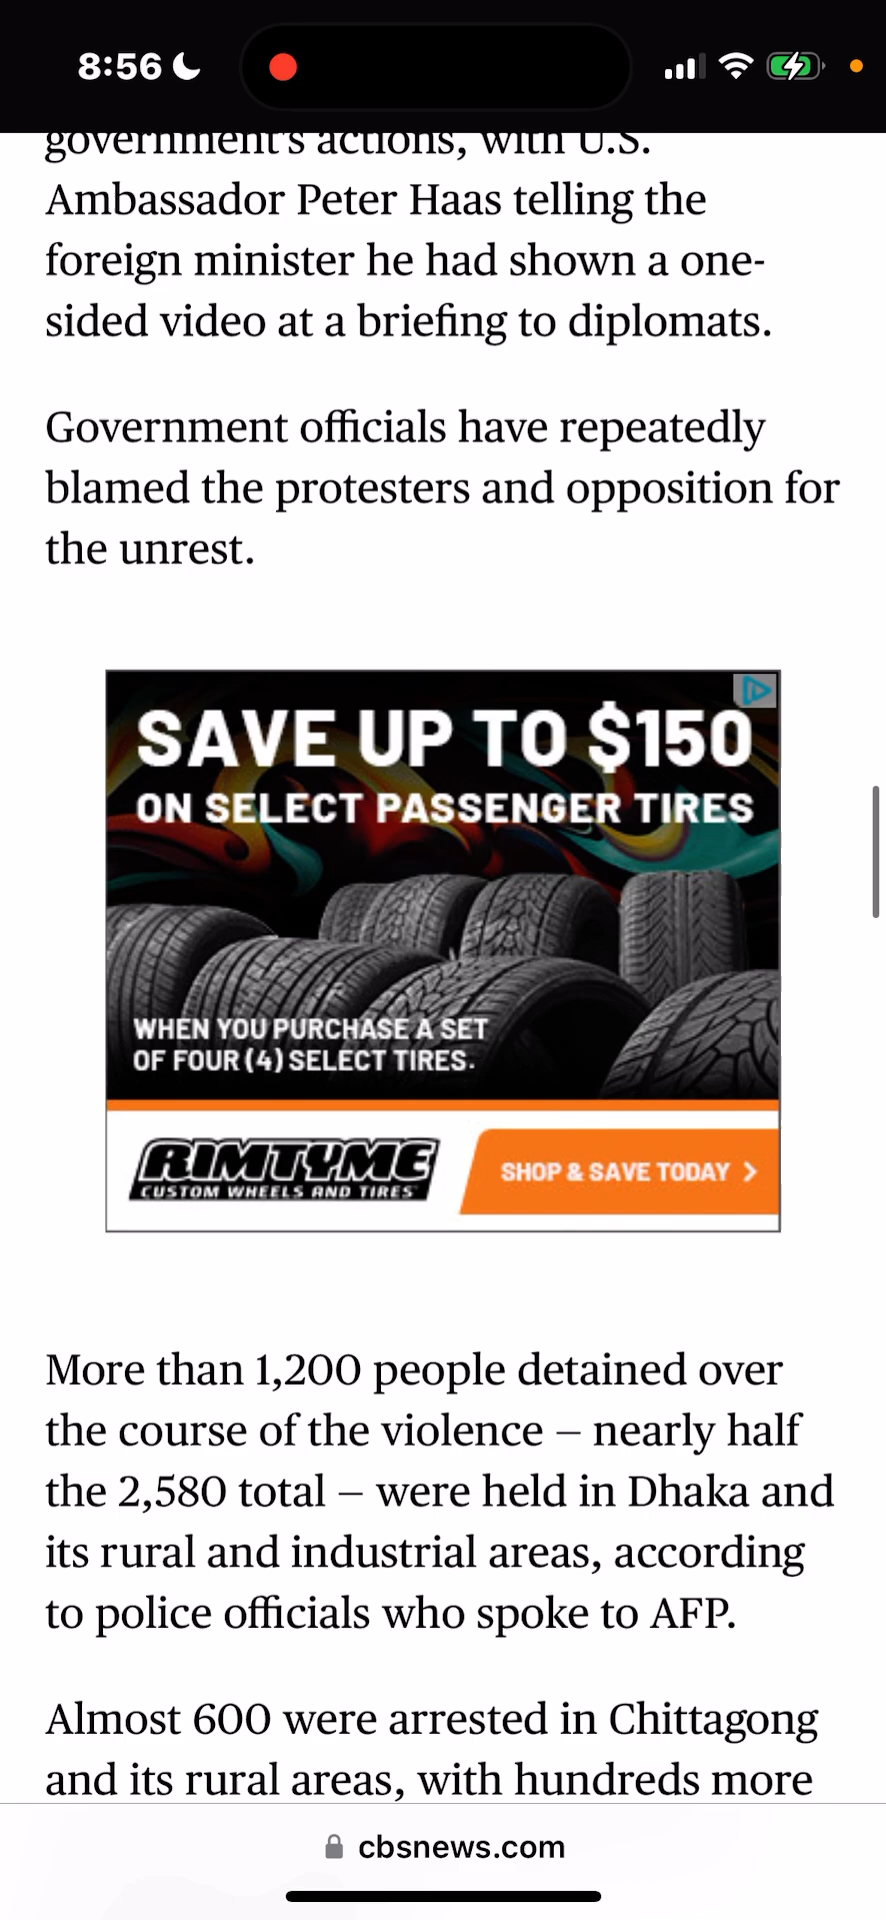 8:56
government's actions, with U.S.
Ambassador Peter Haas telling the
foreign minister he had shown a one-
sided video at a briefing to diplomats.
Government officials have repeatedly
blamed the protesters and opposition for
the unrest.
SAVE UP TO $150
ON SELECT PASSENGER TIRES
WHEN YOU PURCHASE A SET
OF FOUR (4) SELECT TIRES.
RIMTYME
CUSTOM WHEELS AND TIRES
SHOP & SAVE TODAY >
More than 1,200 people detained over
the course of the violence – nearly half
the 2,580 total – were held in Dhaka and
its rural and industrial areas, according
to police officials who spoke to AFP.
Almost 600 were arrested in Chittagong
and its rural areas, with hundreds more
cbsnews.com